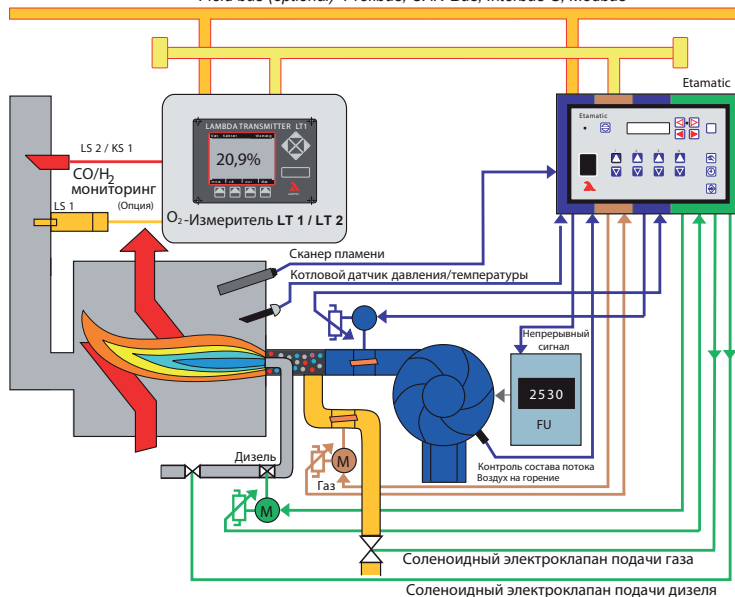 Field bus (optional) Profibus, CAN-Bus, Interbus-S, Modbus
Etamatic
LAMBDA TRANSMITTER LT1
20,9%
O₂-Измеритель LT 1 / LT 2
Etamatic
LS 2 / KS 1
CO/H₂
мониторинг
(Опция)
LS 1
Сканер пламени
Котловой датчик давления/температуры
Непрерывный
сигнал
2530
FU
Контроль состава потока
Воздух на горение
Дизель
M
Газ
M
Соленоидный электроклапан подачи газа
Соленоидный электроклапан подачи дизеля